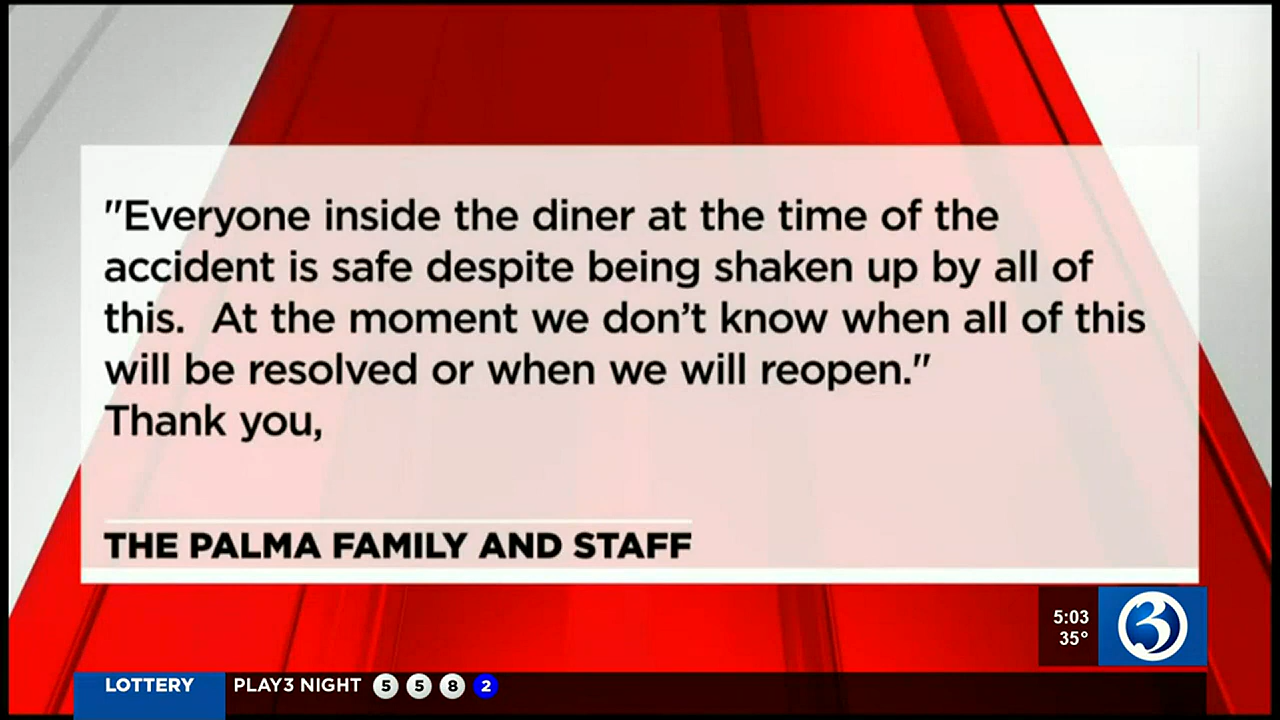 "Everyone inside the diner at the time of the
accident is safe despite being shaken up by all of
this.  At the moment we don’t know when all of this
will be resolved or when we will reopen."
Thank you,
THE PALMA FAMILY AND STAFF
5:03
35°
3
LOTTERY PLAY3 NIGHT 5 5 8 2